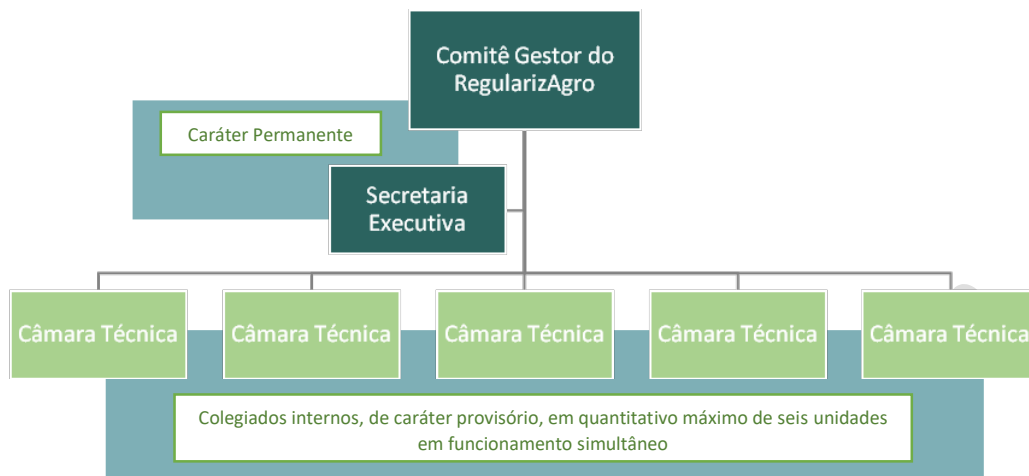 Comitê Gestor do
RegularizAgro
Caráter Permanente
Secretaria
Executiva
Câmara Técnica
Câmara Técnica
Câmara Técnica
Câmara Técnica
Câmara Técnica
Colegiados internos, de caráter provisório, em quantitativo máximo de seis unidades
em funcionamento simultâneo